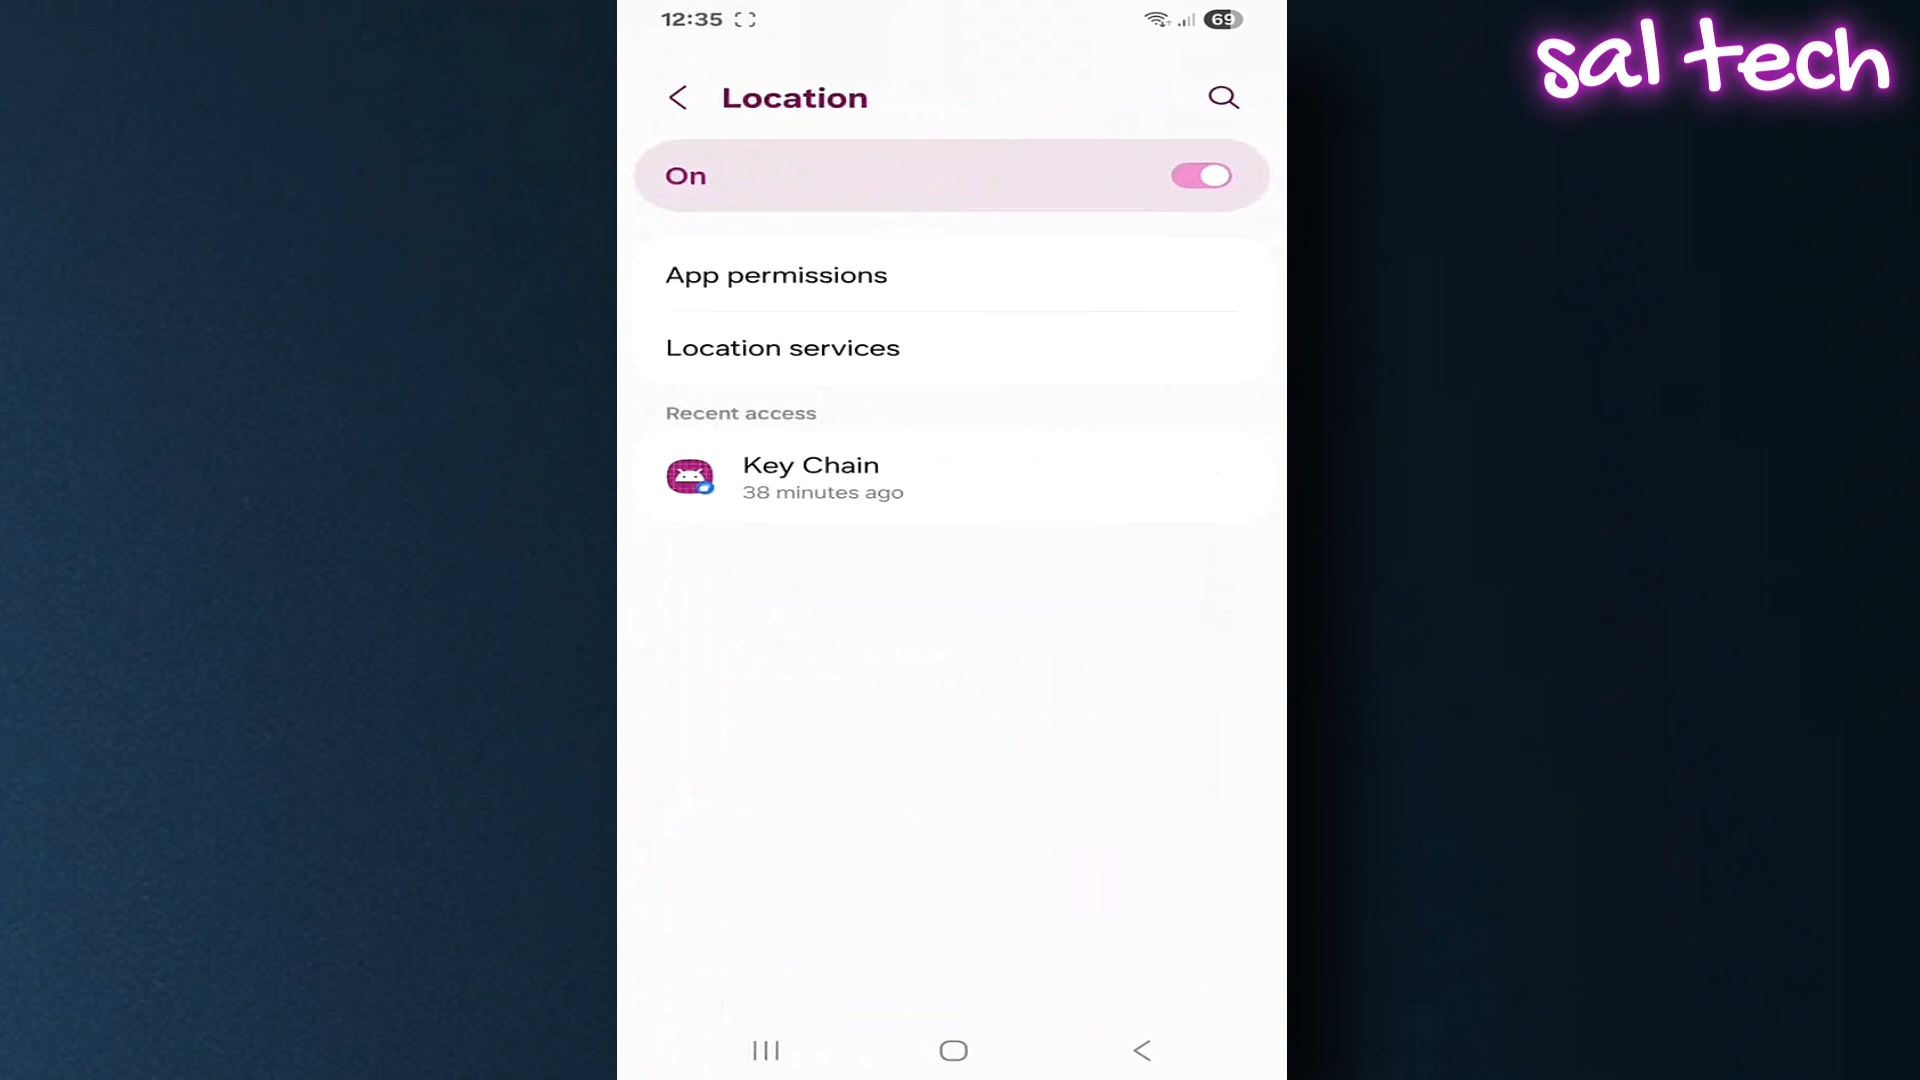 12:35
69
sal tech
Location
On
App permissions
Location services
Recent access
Key Chain
38 minutes ago